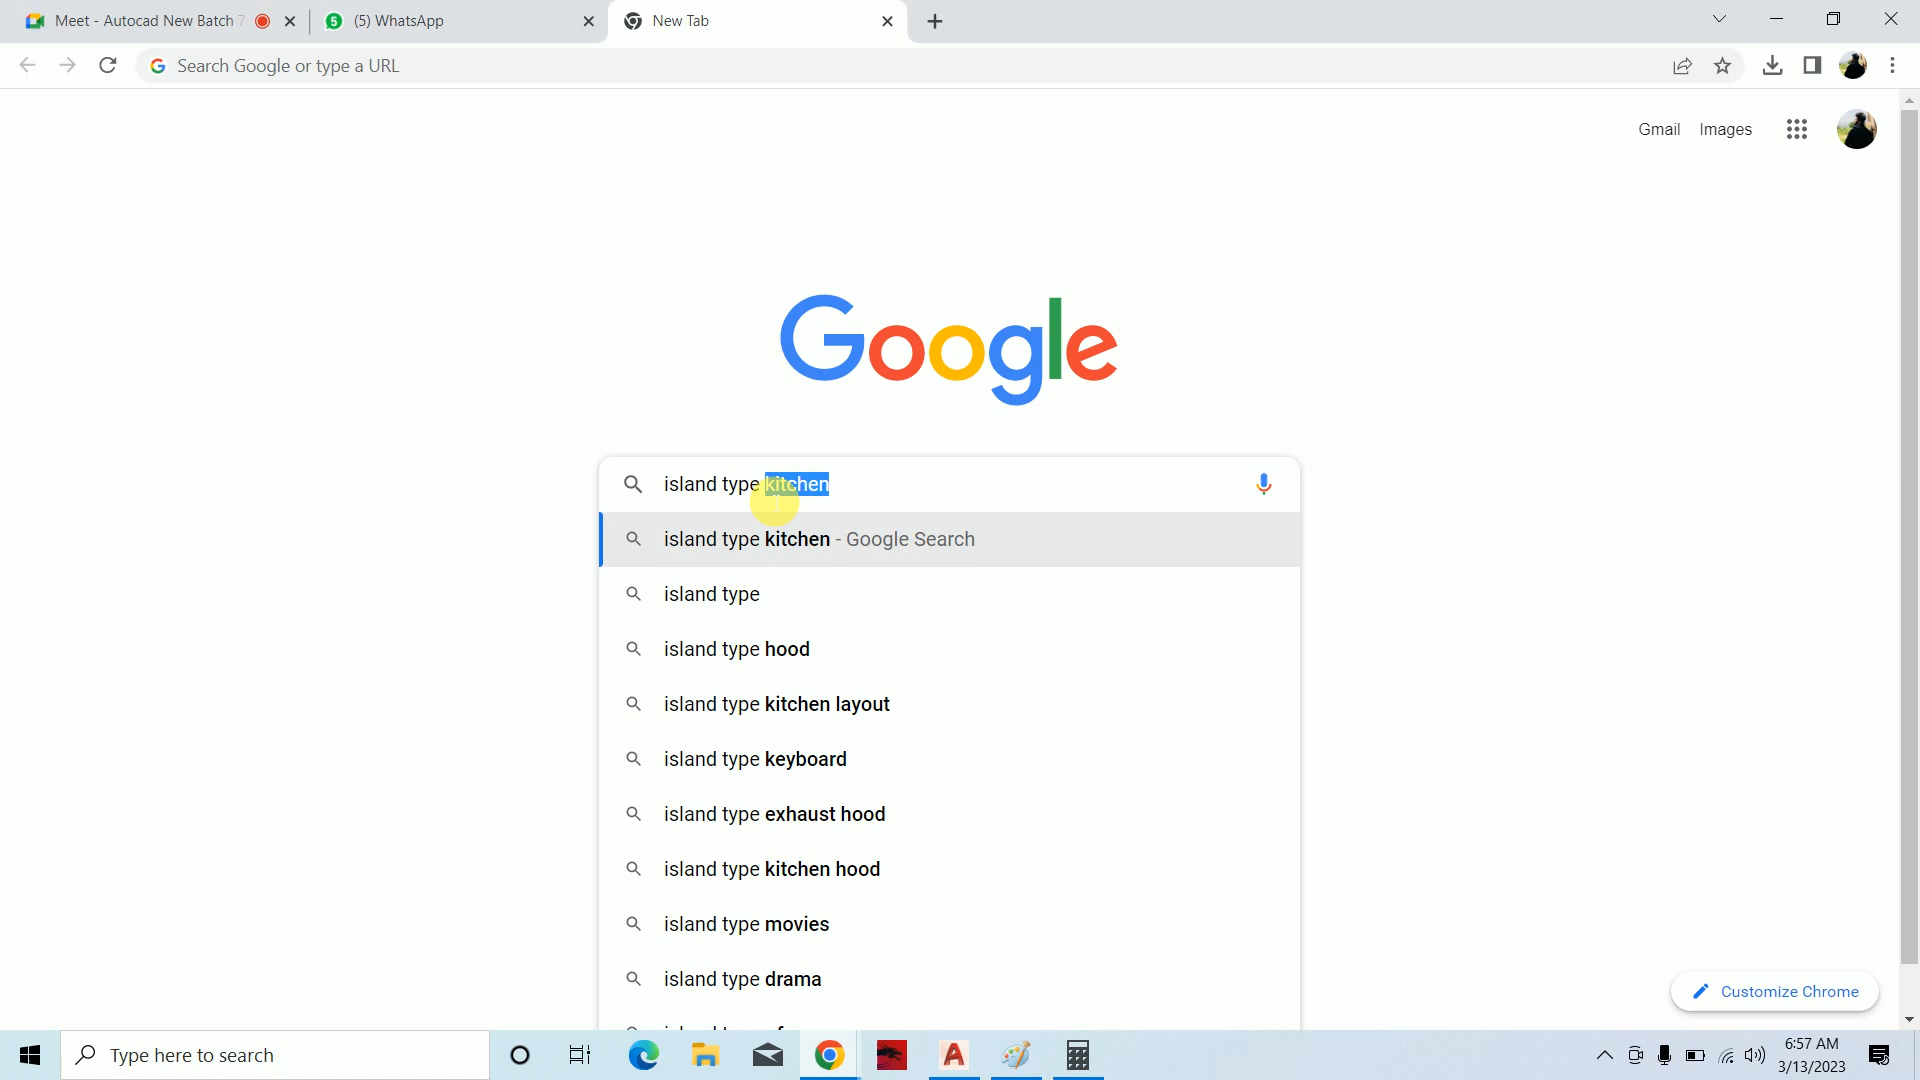 Meet - Autocad New Batch 7
(5) WhatsApp
New Tab
Search Google or type a URL
Gmail
Images
Google
island type kitchen
island type kitchen - Google Search
island type
island type hood
island type kitchen layout
island type keyboard
island type exhaust hood
island type kitchen hood
island type movies
island type drama
Customize Chrome
Type here to search
6:57 AM
3/13/2023